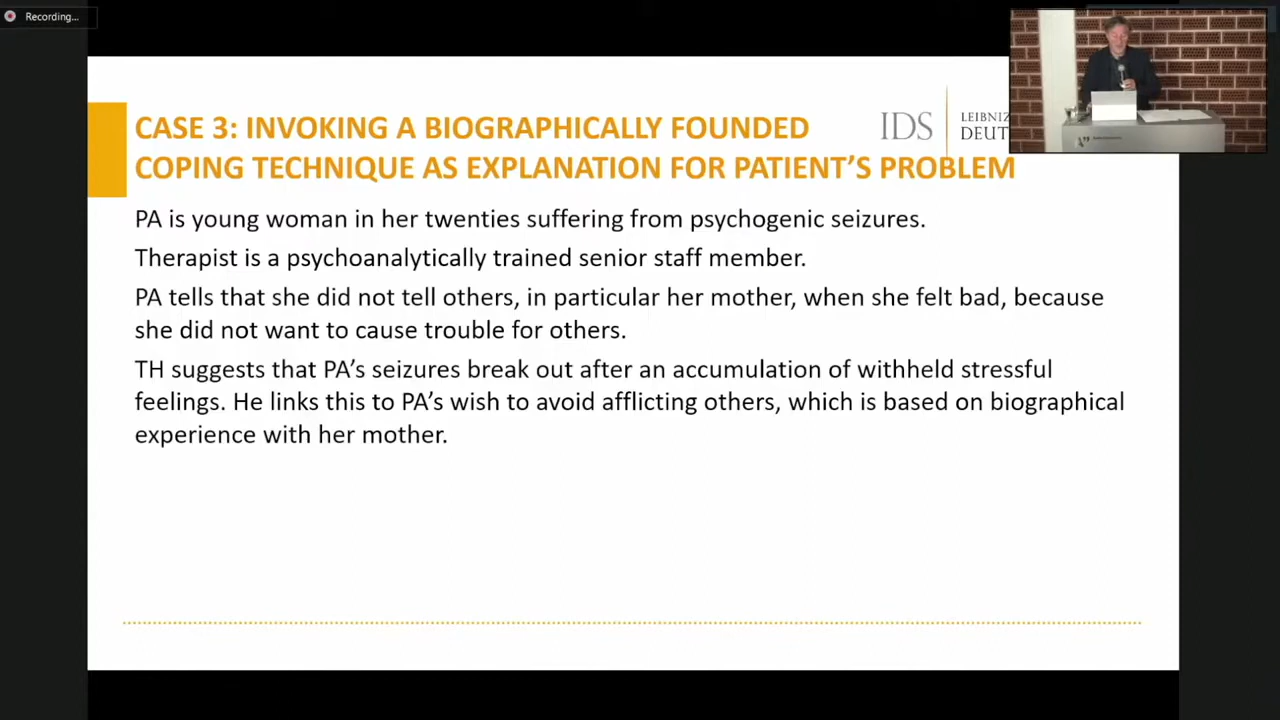 Recording...
CASE 3: INVOKING A BIOGRAPHICALLY FOUNDED
COPING TECHNIQUE AS EXPLANATION FOR PATIENT'S PROBLEM
IDS
LEIBNIZ
DEUT
PA is young woman in her twenties suffering from psychogenic seizures.
Therapist is a psychoanalytically trained senior staff member.
PA tells that she did not tell others, in particular her mother, when she felt bad, because
she did not want to cause trouble for others.
TH suggests that PA's seizures break out after an accumulation of withheld stressful
feelings. He links this to PA's wish to avoid afflicting others, which is based on biographical
experience with her mother.